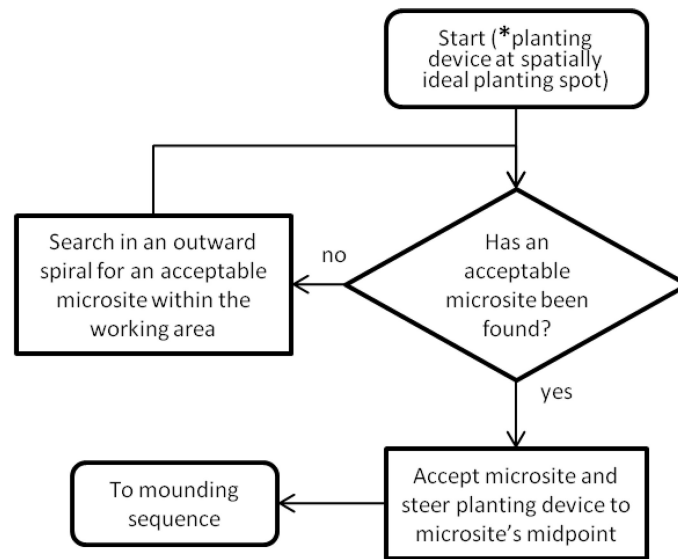 Start (*planting
device at spatially
ideal planting spot)
Search in an outward
spiral for an acceptable
microsite within the
working area
no
Has an
acceptable
microsite been
found?
yes
To mounding
sequence
Accept microsite and
steer planting device to
microsite's midpoint